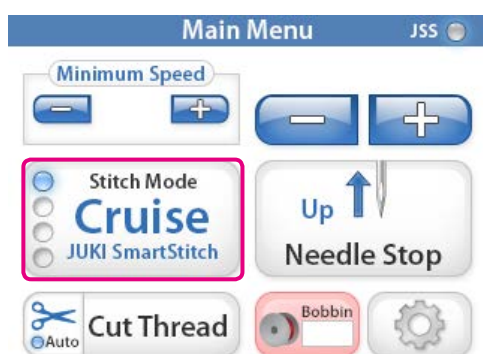 Main Menu JSS
Minimum Speed
Stitch Mode
Cruise
JUKI SmartStitch
Up
Needle Stop
Auto
Cut Thread
Bobbin